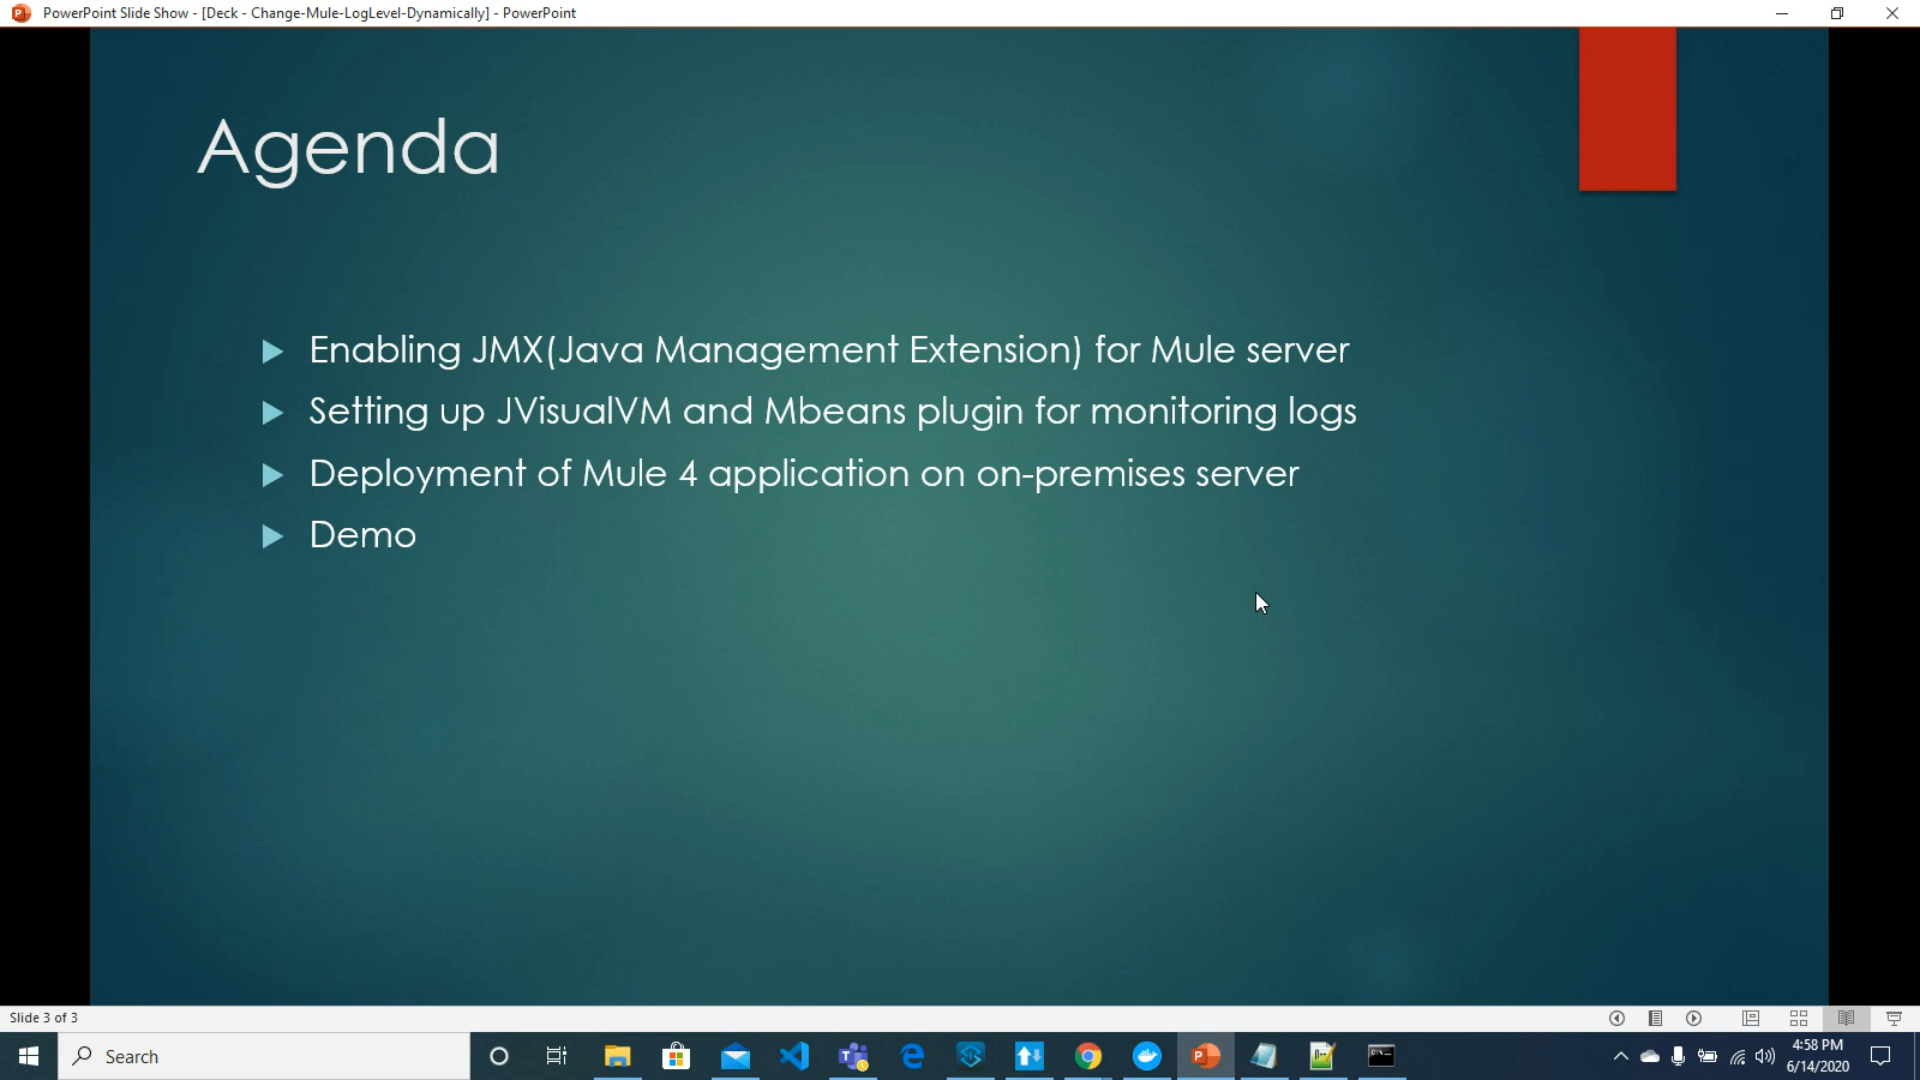 PowerPoint Slide Show - [Deck - Change-Mule-LogLevel-Dynamically] - PowerPoint
Agenda
Enabling JMX(Java Management Extension) for Mule server
Setting up JVisualVM and Mbeans plugin for monitoring logs
Deployment of Mule 4 application on on-premises server
Demo
Slide 3 of 3
Search
4:58 PM
6/14/2020